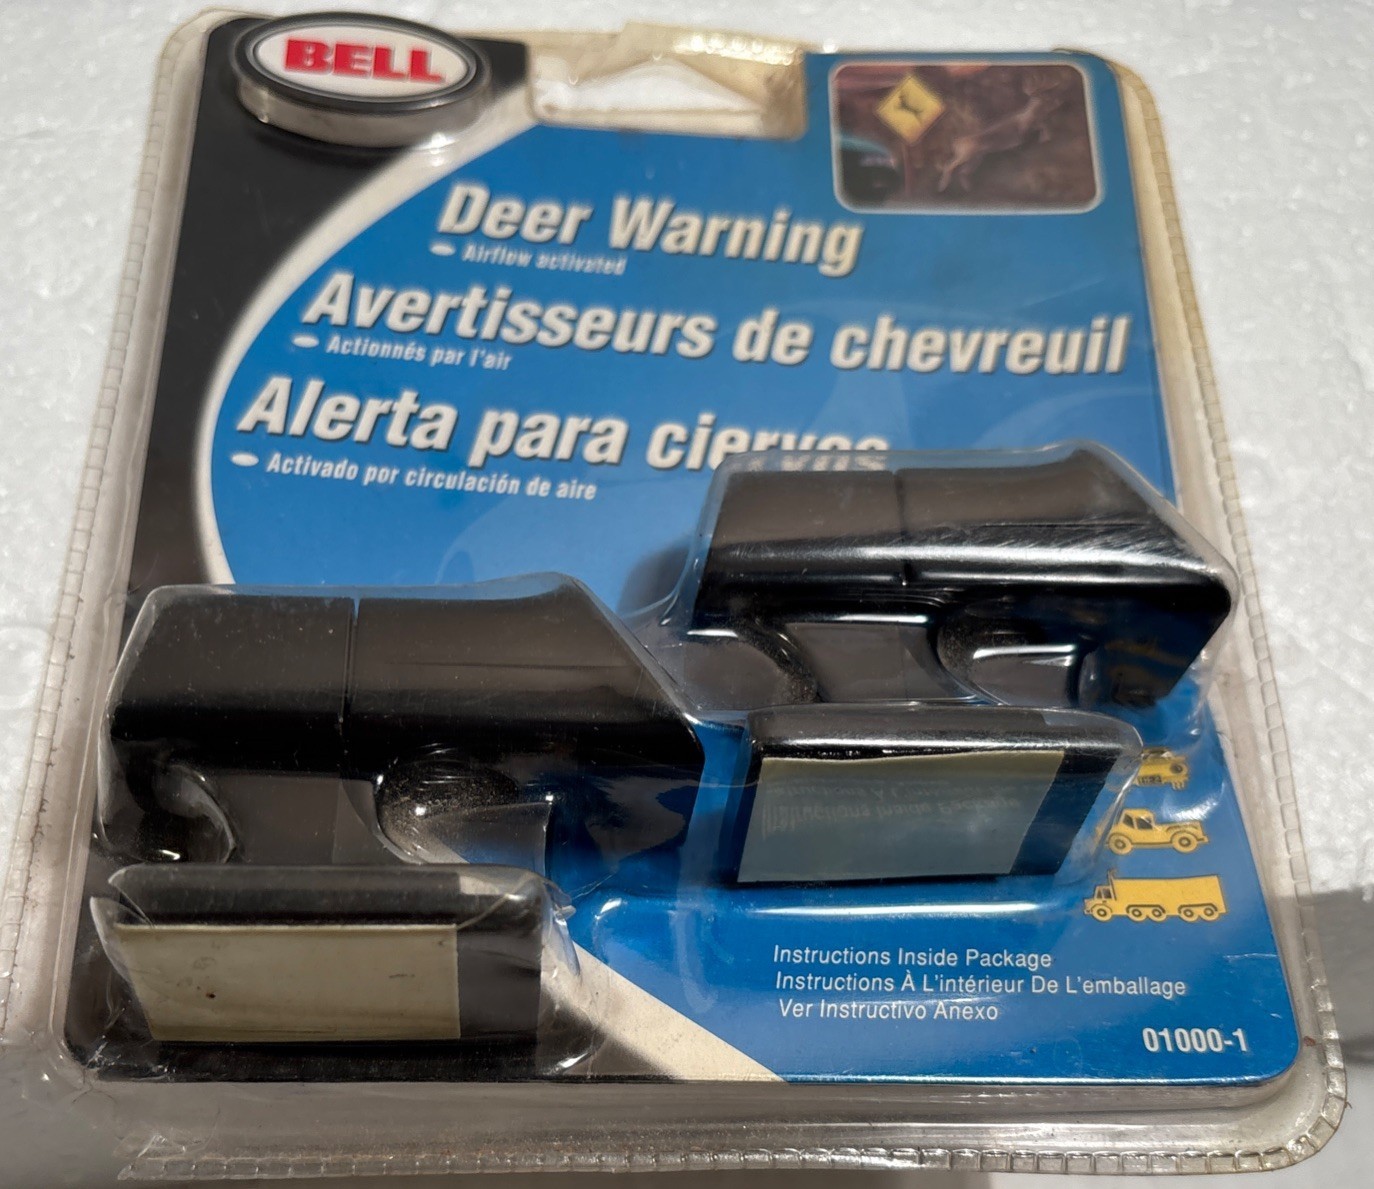 BELL
Deer Warning
Airflow activated
Avertisseurs de chevreuil
Actionnés par l'air
Alerta para ciervos
Activado por circulación de aire
Instructions Inside Package
Instructions À L'intérieur De L'emballage
Ver Instructivo Anexo
01000-1